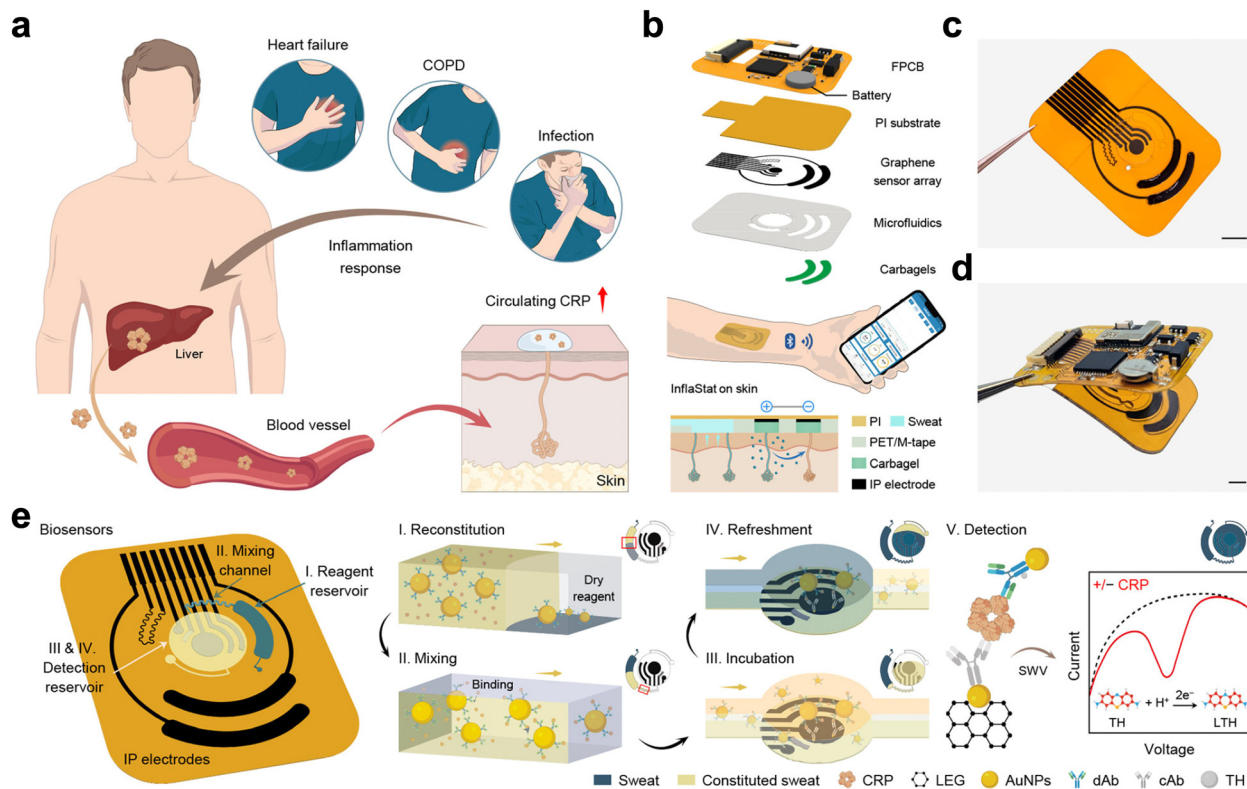 a
Heart failure
COPD
Infection
Inflammation
response
Liver
Circulating CRP
Blood vessel
Skin
b
FPCB
Battery
PI substrate
Graphene
sensor array
Microfluidics
Carbagels
InflaStat on skin
PI
Sweat
PET/M-tape
Carbagel
IP electrode
c
d
e
Biosensors
II. Mixing
channel
I. Reagent
reservoir
III & IV.
Detection
reservoir
IP electrodes
I. Reconstitution
Dry
reagent
II. Mixing
Binding
IV. Refreshment
III. Incubation
V. Detection
SWV
+/− CRP
Current
TH
+ H⁺
2e⁻
LTH
Voltage
Sweat
Constituted sweat
CRP
LEG
AuNPs
dAb
cAb
TH